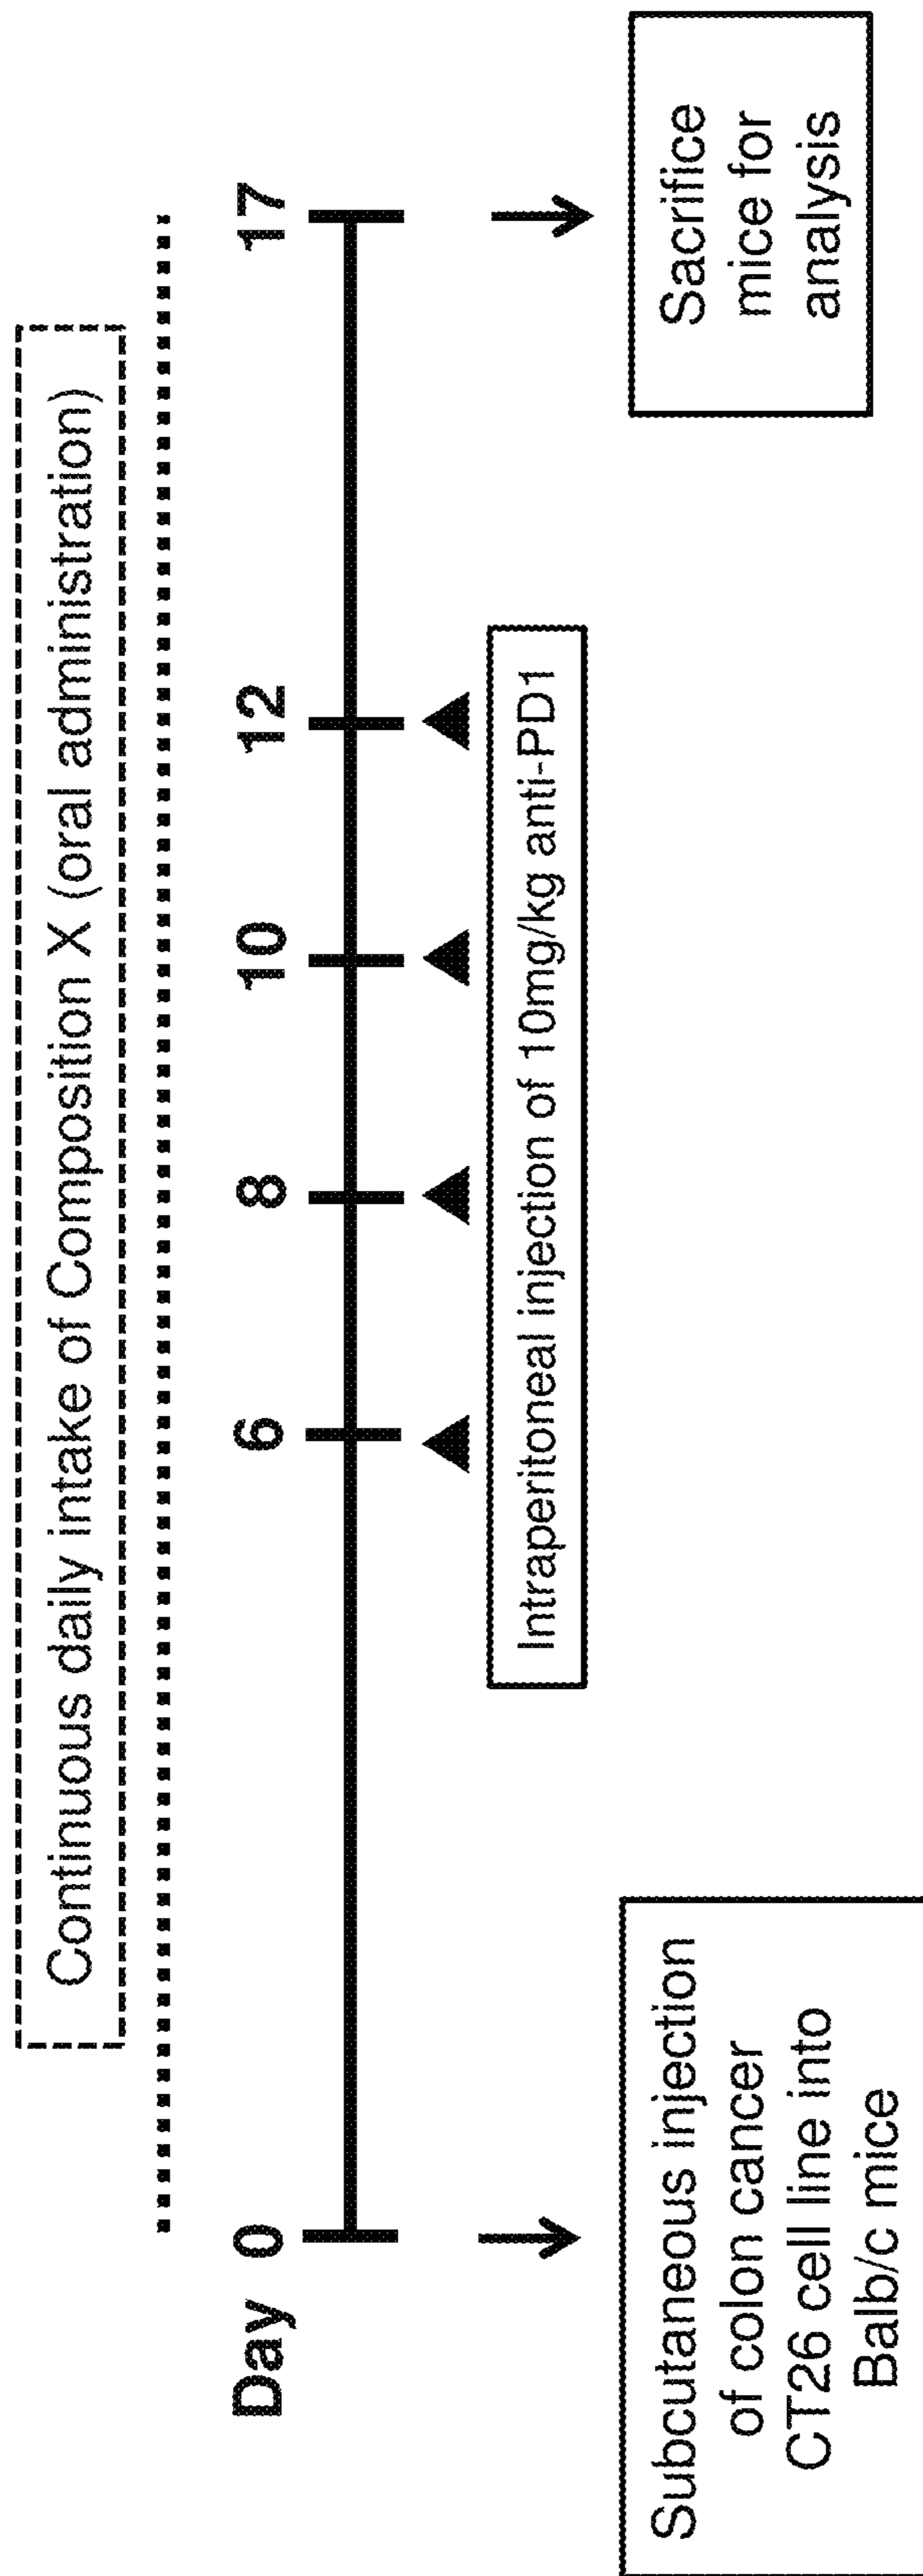 Continuous daily intake of Composition X (oral administration)
Day 0 6 8 10 12 17
Intraperitoneal injection of 10mg/kg anti-PD1
Subcutaneous injection
of colon cancer
CT26 cell line into
Balb/c mice
Sacrifice
mice for
analysis